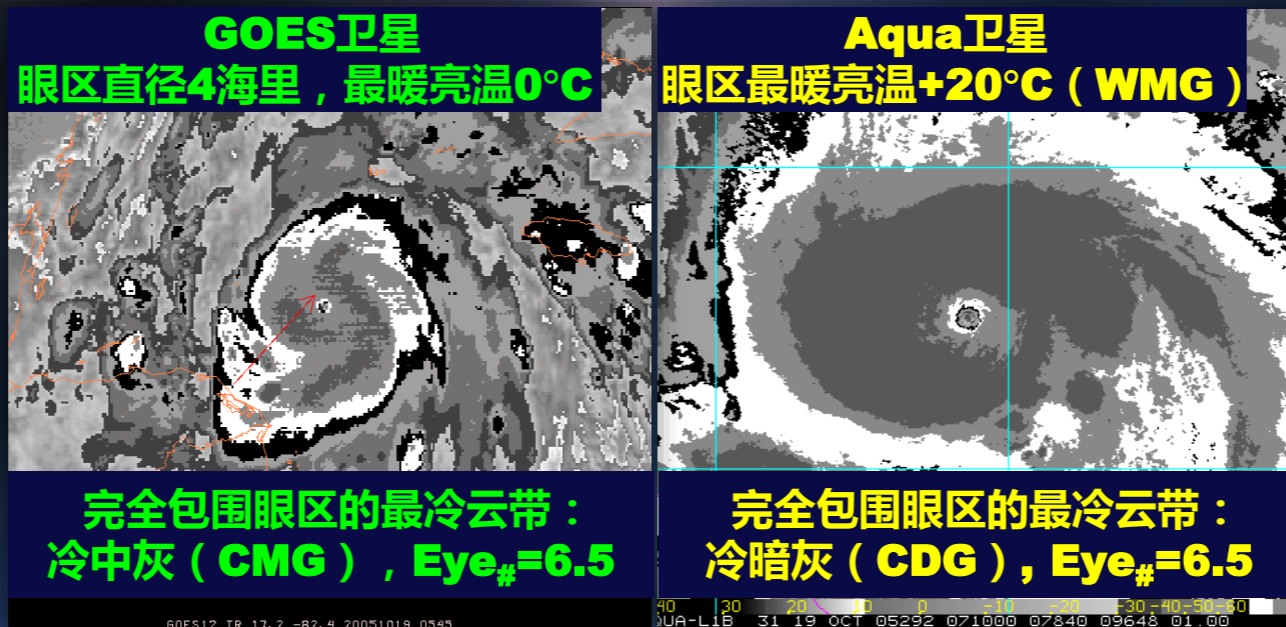 GOES卫星
眼区直径4海里，最暖亮温0°C
Aqua卫星
眼区最暖亮温+20°C（WMG）
完全包围眼区的最冷云带：
冷中灰（CMG），Eye#=6.5
完全包围眼区的最冷云带：
冷暗灰（CDG），Eye#=6.5
40 30 20 10 0 -10 -20 -30 -40 -50 -60
GOES12 IR 17.2 -82.4 20051019 0545
QUA-L1B 31 19 OCT 05292 071000 07840 09648 01.00